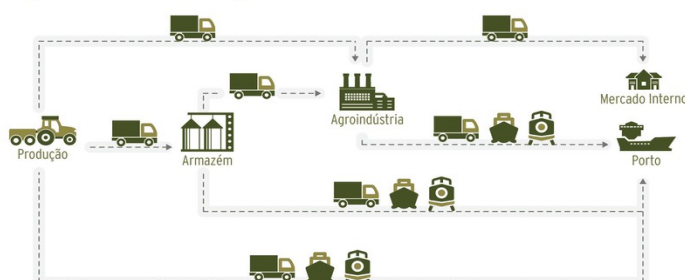 Agroindústria
Mercado Interno
Produção
Armazém
Porto